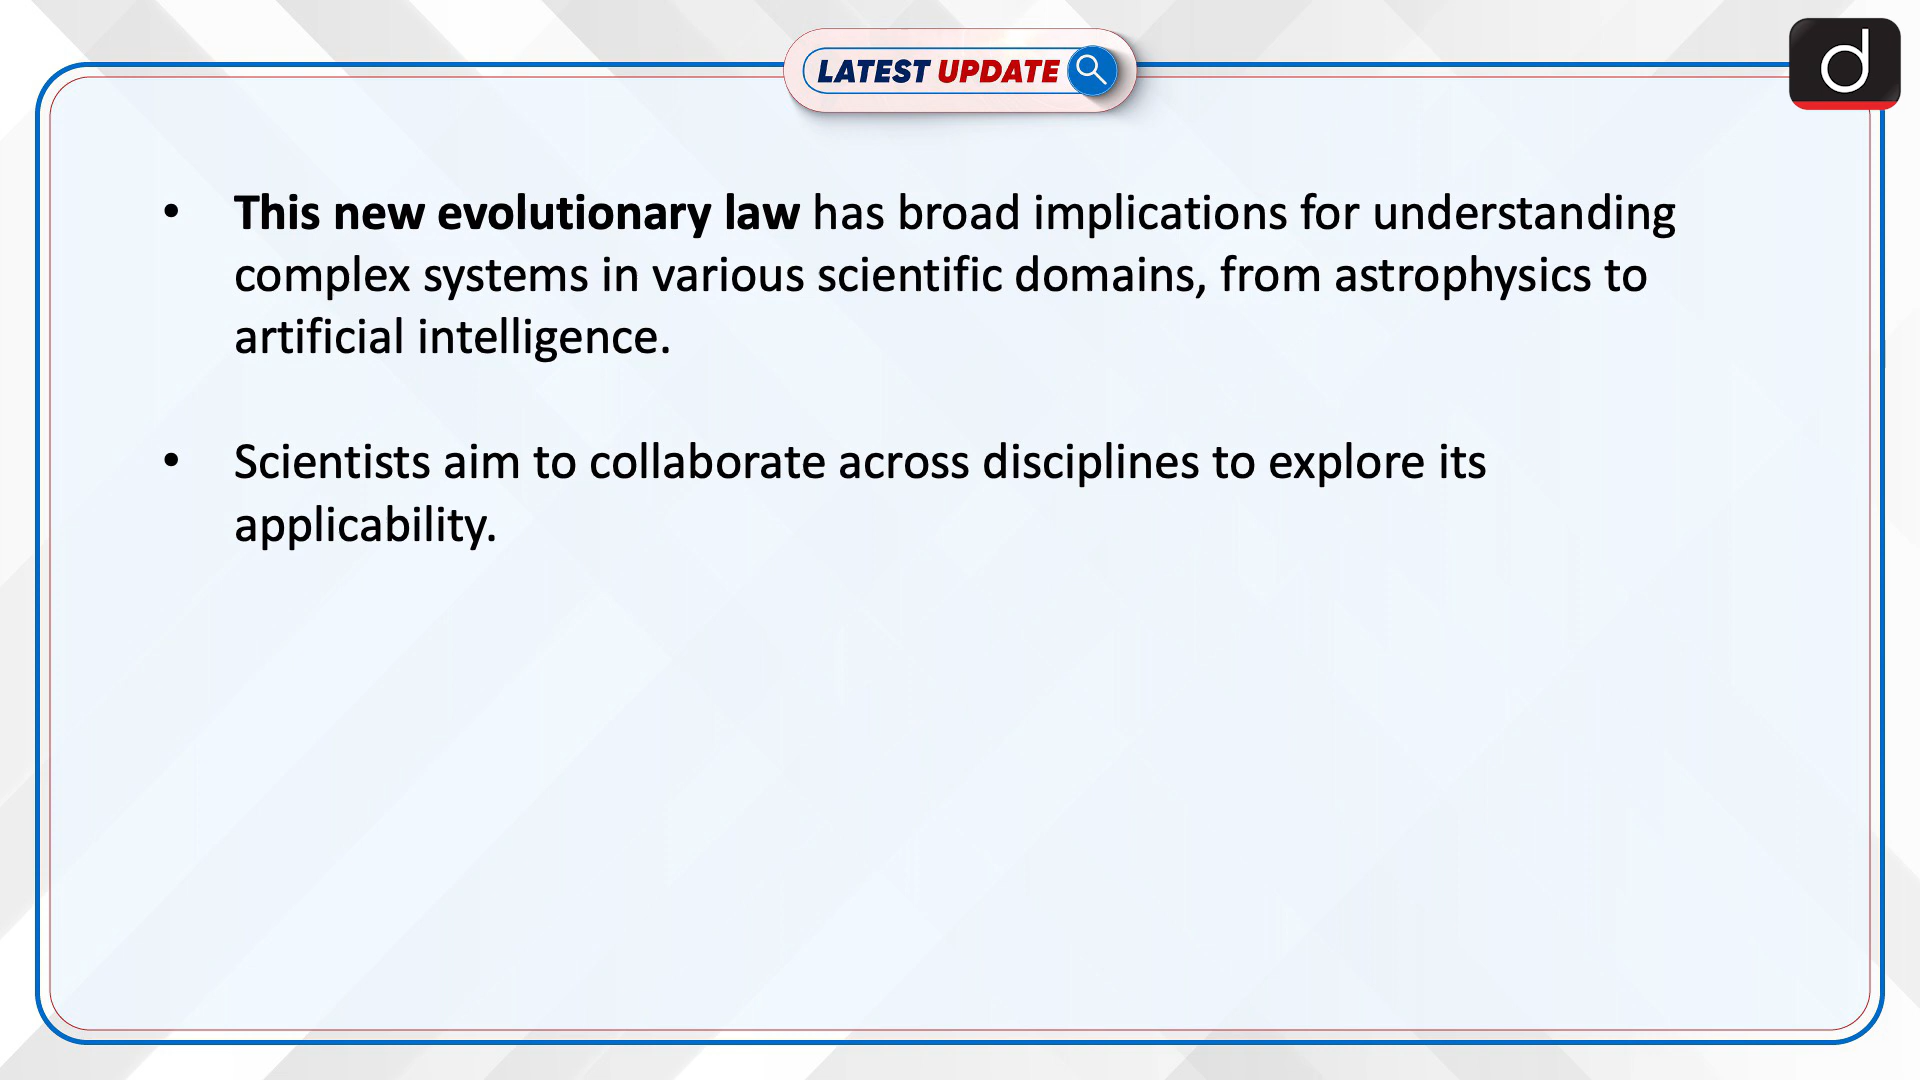 LATEST UPDATE
d
• This new evolutionary law has broad implications for understanding
complex systems in various scientific domains, from astrophysics to
artificial intelligence.
• Scientists aim to collaborate across disciplines to explore its
applicability.